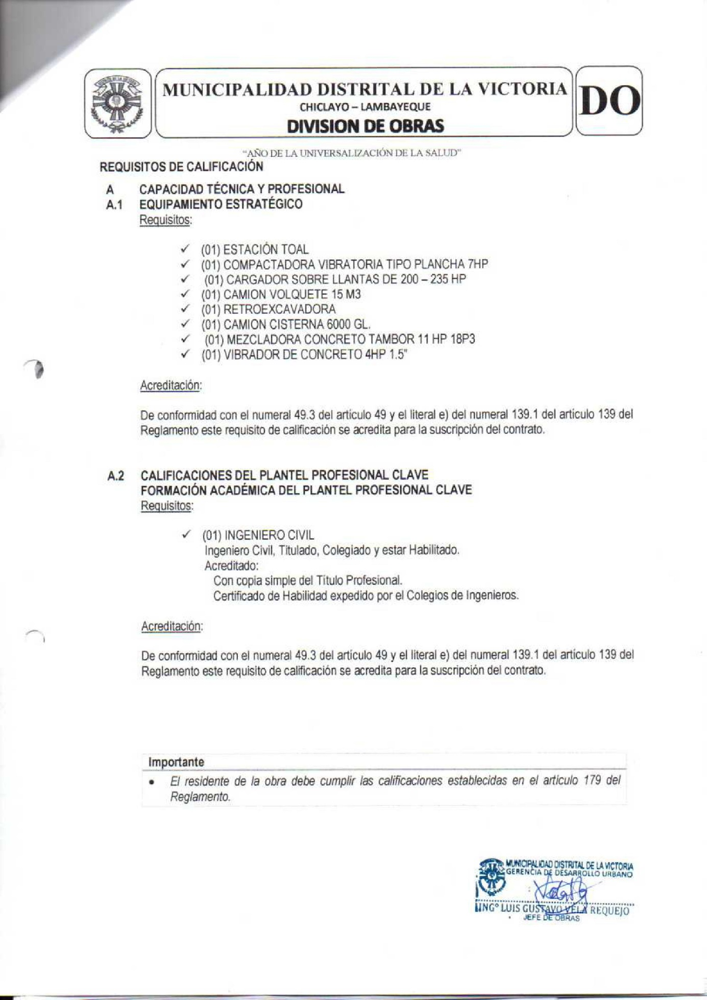 MUNICIPALIDAD DISTRITAL DE LA VICTORIA
CHICLAYO – LAMBAYEQUE
DIVISION DE OBRAS
DO
"AÑO DE LA UNIVERSALIZACIÓN DE LA SALUD"
REQUISITOS DE CALIFICACIÓN
A CAPACIDAD TÉCNICA Y PROFESIONAL
A.1 EQUIPAMIENTO ESTRATÉGICO
Requisitos:
✓ (01) ESTACIÓN TOAL
✓ (01) COMPACTADORA VIBRATORIA TIPO PLANCHA 7HP
✓ (01) CARGADOR SOBRE LLANTAS DE 200 – 235 HP
✓ (01) CAMION VOLQUETE 15 M3
✓ (01) RETROEXCAVADORA
✓ (01) CAMION CISTERNA 6000 GL.
✓ (01) MEZCLADORA CONCRETO TAMBOR 11 HP 18P3
✓ (01) VIBRADOR DE CONCRETO 4HP 1.5"
Acreditación:
De conformidad con el numeral 49.3 del artículo 49 y el literal e) del numeral 139.1 del artículo 139 del
Reglamento este requisito de calificación se acredita para la suscripción del contrato.
A.2 CALIFICACIONES DEL PLANTEL PROFESIONAL CLAVE
FORMACIÓN ACADÉMICA DEL PLANTEL PROFESIONAL CLAVE
Requisitos:
✓ (01) INGENIERO CIVIL
Ingeniero Civil, Titulado, Colegiado y estar Habilitado.
Acreditado:
Con copia simple del Título Profesional.
Certificado de Habilidad expedido por el Colegios de Ingenieros.
Acreditación:
De conformidad con el numeral 49.3 del artículo 49 y el literal e) del numeral 139.1 del artículo 139 del
Reglamento este requisito de calificación se acredita para la suscripción del contrato.
Importante
• El residente de la obra debe cumplir las calificaciones establecidas en el artículo 179 del
Reglamento.
MUNICIPALIDAD DISTRITAL DE LA VICTORIA
GERENCIA DE DESARROLLO URBANO
ING° LUIS GUSTAVO VELA REQUEJO
JEFE DE OBRAS